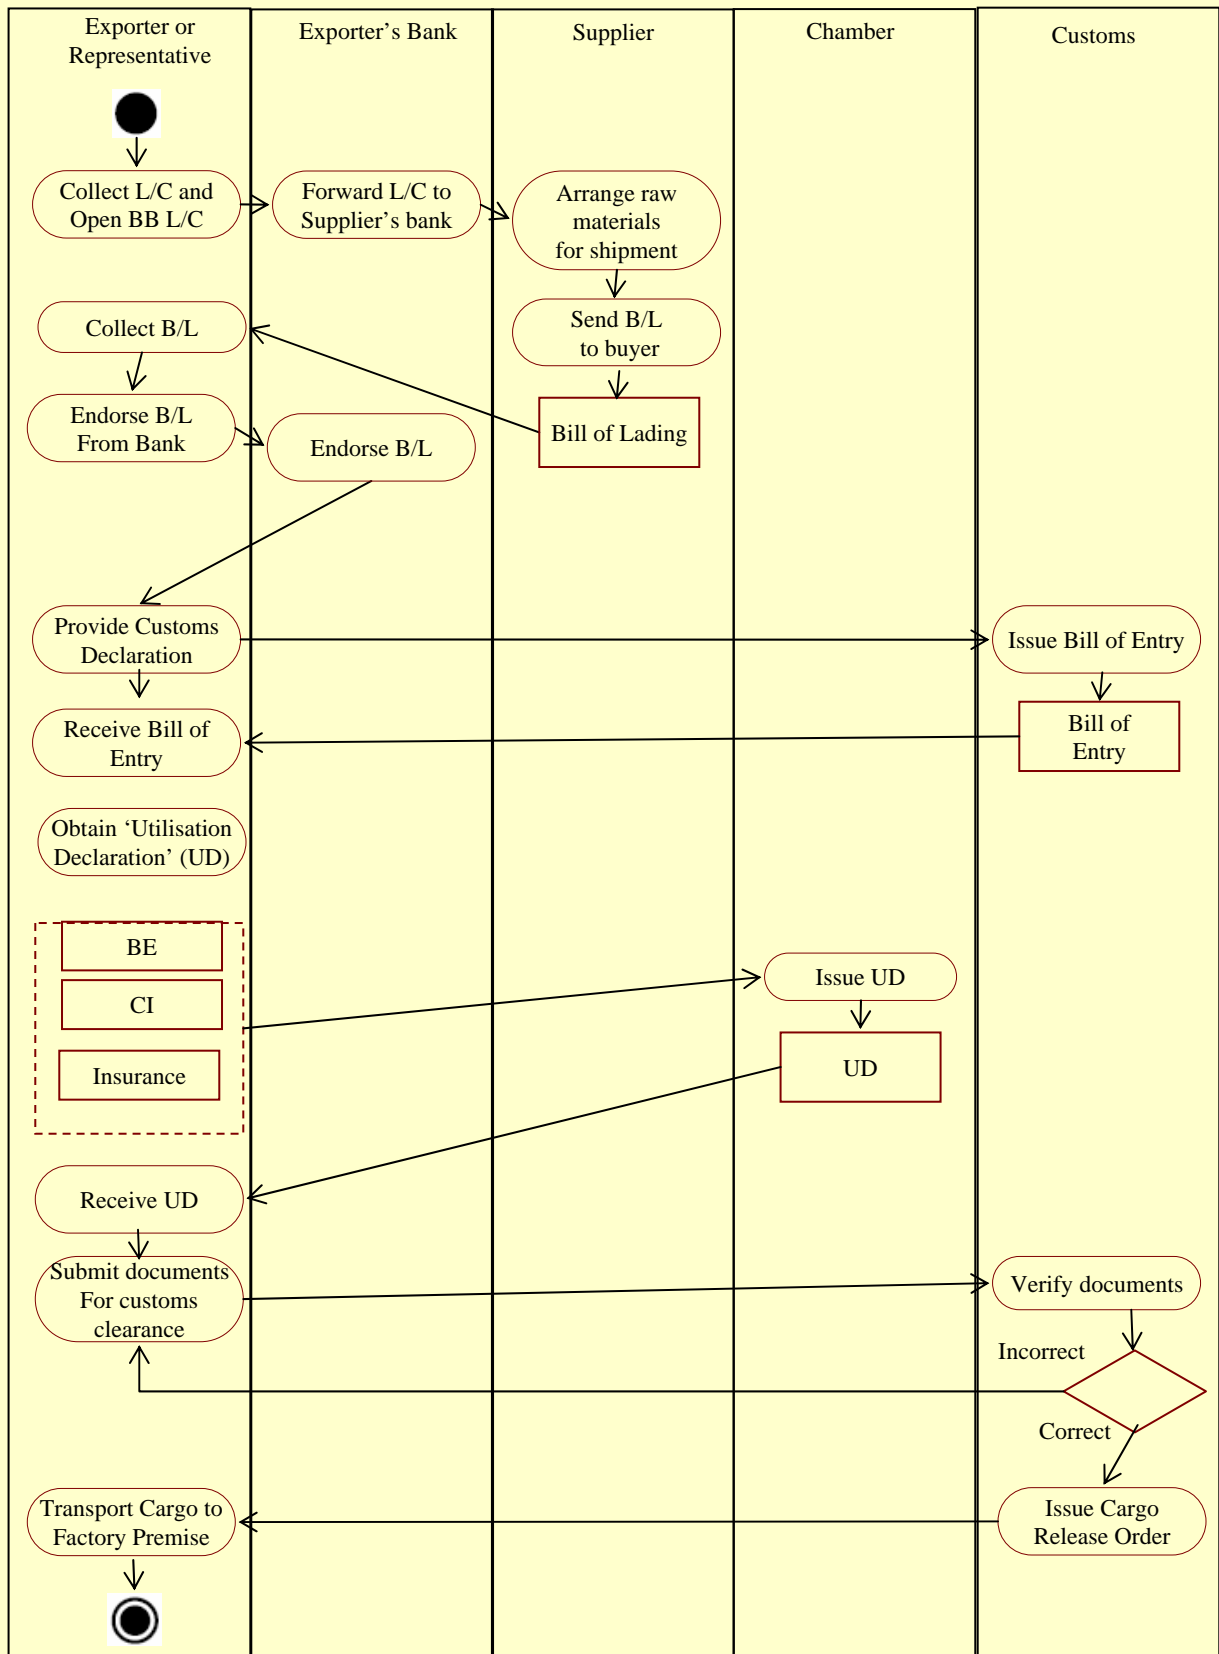 Exporter or
Representative
Exporter’s Bank
Supplier
Chamber
Customs
Collect L/C and
Open BB L/C
Forward L/C to
Supplier’s bank
Arrange raw
materials
for shipment
Collect B/L
Send B/L
to buyer
Endorse B/L
From Bank
Endorse B/L
Bill of Lading
Provide Customs
Declaration
Issue Bill of Entry
Receive Bill of
Entry
Bill of
Entry
Obtain ‘Utilisation
Declaration’ (UD)
BE
CI
Insurance
Issue UD
UD
Receive UD
Submit documents
For customs
clearance
Verify documents
Incorrect
Correct
Transport Cargo to
Factory Premise
Issue Cargo
Release Order